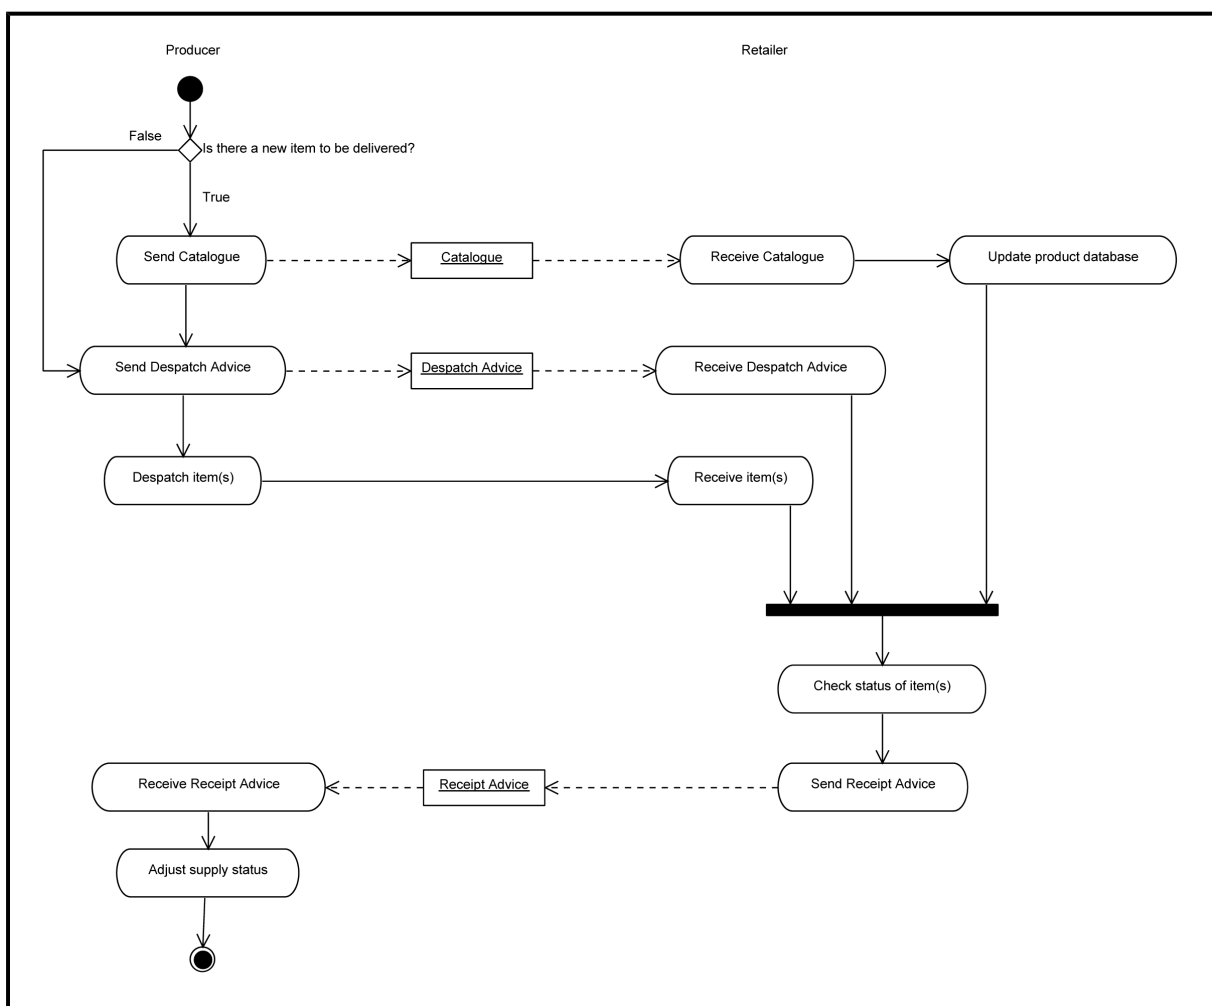 Producer
Retailer
False
Is there a new item to be delivered?
True
Send Catalogue
Catalogue
Receive Catalogue
Update product database
Send Despatch Advice
Despatch Advice
Receive Despatch Advice
Despatch item(s)
Receive item(s)
Check status of item(s)
Receive Receipt Advice
Receipt Advice
Send Receipt Advice
Adjust supply status